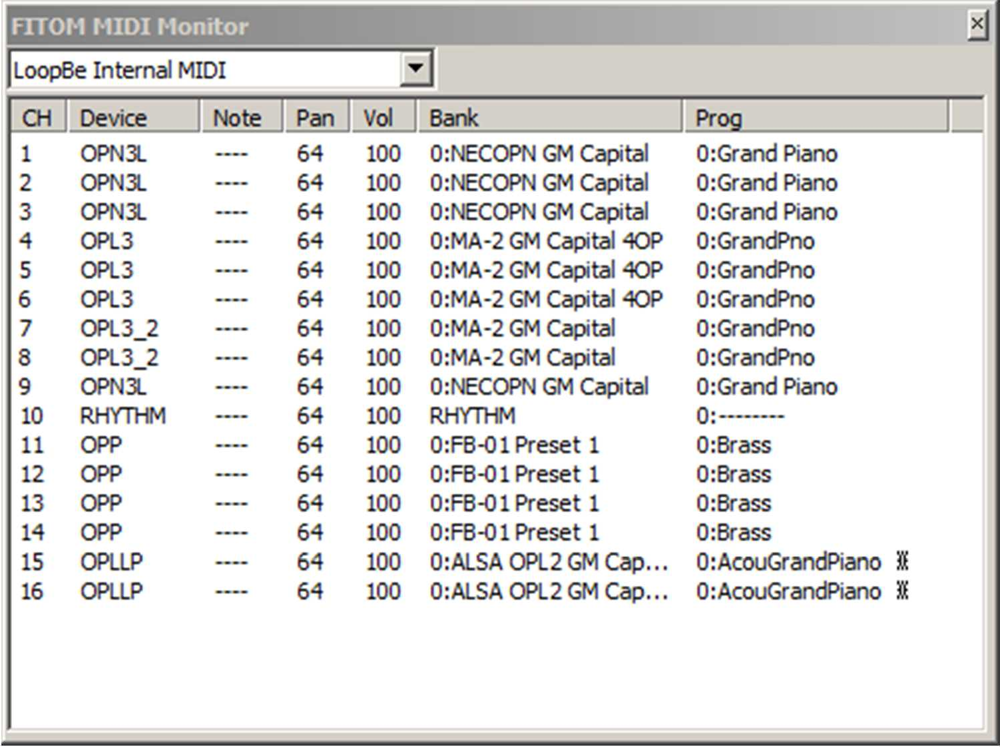 FITOM MIDI Monitor
LoopBe Internal MIDI
CH Device Note Pan Vol Bank Prog
1 OPN3L ---- 64 100 0:NECOPN GM Capital 0:Grand Piano
2 OPN3L ---- 64 100 0:NECOPN GM Capital 0:Grand Piano
3 OPN3L ---- 64 100 0:NECOPN GM Capital 0:Grand Piano
4 OPL3 ---- 64 100 0:MA-2 GM Capital 4OP 0:GrandPno
5 OPL3 ---- 64 100 0:MA-2 GM Capital 4OP 0:GrandPno
6 OPL3 ---- 64 100 0:MA-2 GM Capital 4OP 0:GrandPno
7 OPL3_2 ---- 64 100 0:MA-2 GM Capital 0:GrandPno
8 OPL3_2 ---- 64 100 0:MA-2 GM Capital 0:GrandPno
9 OPN3L ---- 64 100 0:NECOPN GM Capital 0:Grand Piano
10 RHYTHM ---- 64 100 RHYTHM 0:--------
11 OPP ---- 64 100 0:FB-01 Preset 1 0:Brass
12 OPP ---- 64 100 0:FB-01 Preset 1 0:Brass
13 OPP ---- 64 100 0:FB-01 Preset 1 0:Brass
14 OPP ---- 64 100 0:FB-01 Preset 1 0:Brass
15 OPLLP ---- 64 100 0:ALSA OPL2 GM Cap... 0:AcouGrandPiano
16 OPLLP ---- 64 100 0:ALSA OPL2 GM Cap... 0:AcouGrandPiano